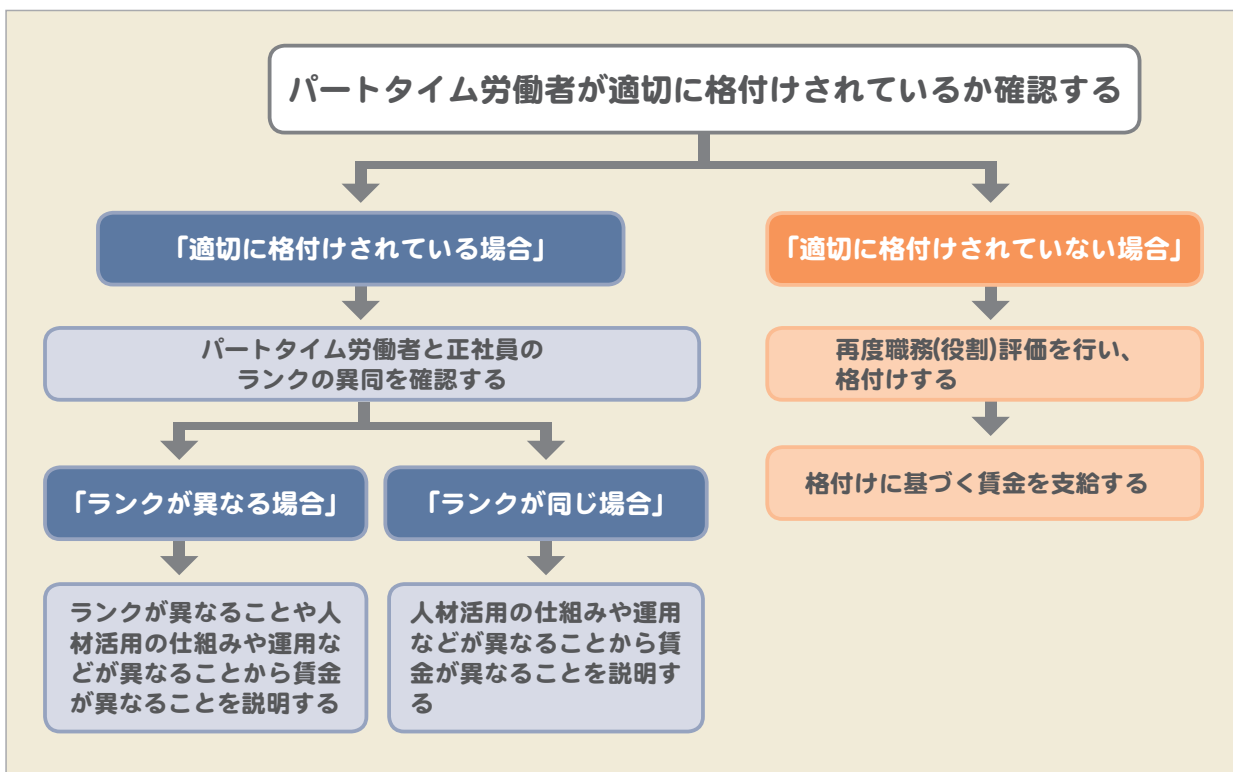 パートタイム労働者が適切に格付けされているか確認する
「適切に格付けされている場合」
「適切に格付けされていない場合」
パートタイム労働者と正社員の
ランクの異同を確認する
再度職務(役割)評価を行い、
格付けする
「ランクが異なる場合」
「ランクが同じ場合」
格付けに基づく賃金を支給する
ランクが異なることや人
材活用の仕組みや運用な
どが異なることから賃金
が異なることを説明する
人材活用の仕組みや運用
などが異なることから賃
金が異なることを説明す
る